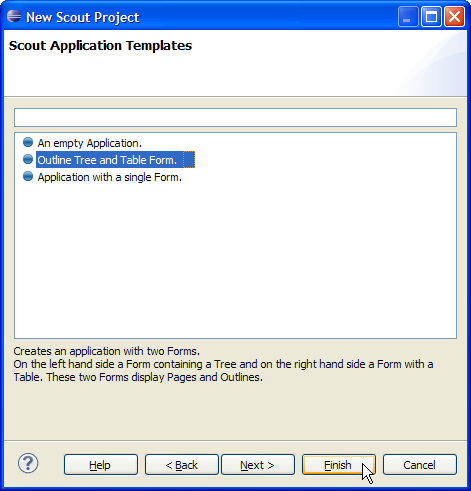 New Scout Project
Scout Application Templates
An empty Application.
Outline Tree and Table Form.
Application with a single Form.
Creates an application with two Forms.
On the left hand side a Form containing a Tree and on the right hand side a Form with a
Table. These two Forms display Pages and Outlines.
? Help < Back Next > Finish Cancel